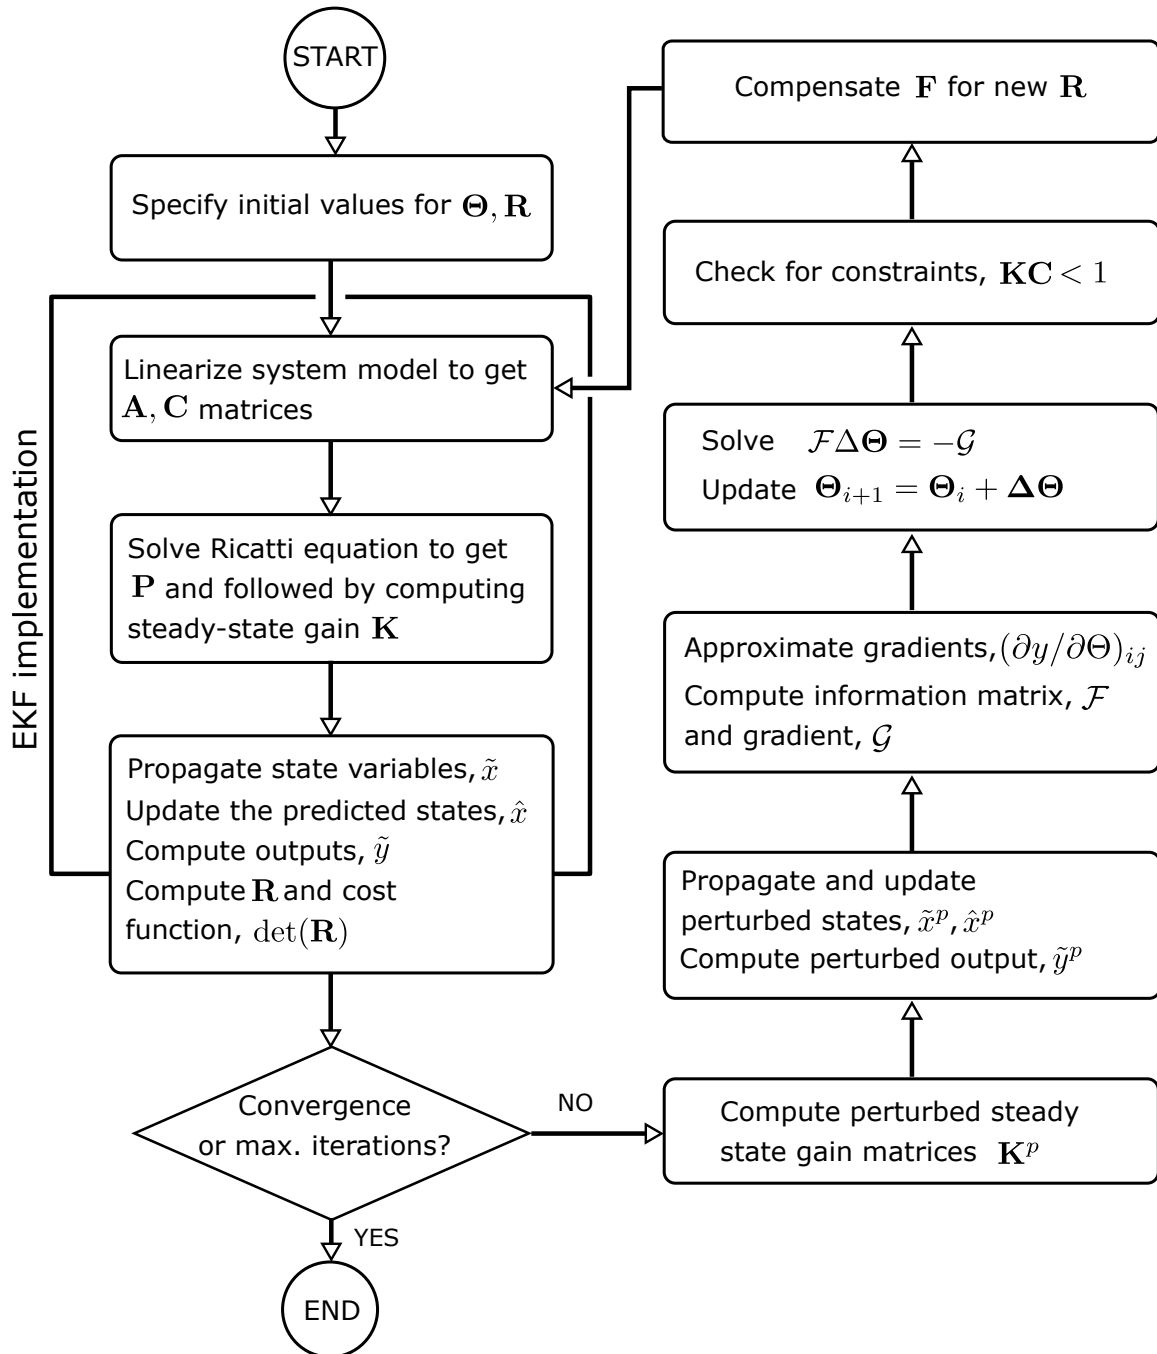 START
Specify initial values for Θ, R
EKF implementation
Linearize system model to get
A, C matrices
Solve Ricatti equation to get
P and followed by computing
steady-state gain K
Propagate state variables, x̃
Update the predicted states, x̂
Compute outputs, ỹ
Compute R and cost
function, det(R)
Convergence
or max. iterations?
YES
END
NO
Compute perturbed steady
state gain matrices K^p
Propagate and update
perturbed states, x̃^p, x̂^p
Compute perturbed output, ỹ^p
Approximate gradients, (∂y/∂Θ)_ij
Compute information matrix, ℱ
and gradient, 𝒢
Solve ℱΔΘ = −𝒢
Update Θ_{i+1} = Θ_i + ΔΘ
Check for constraints, KC < 1
Compensate F for new R